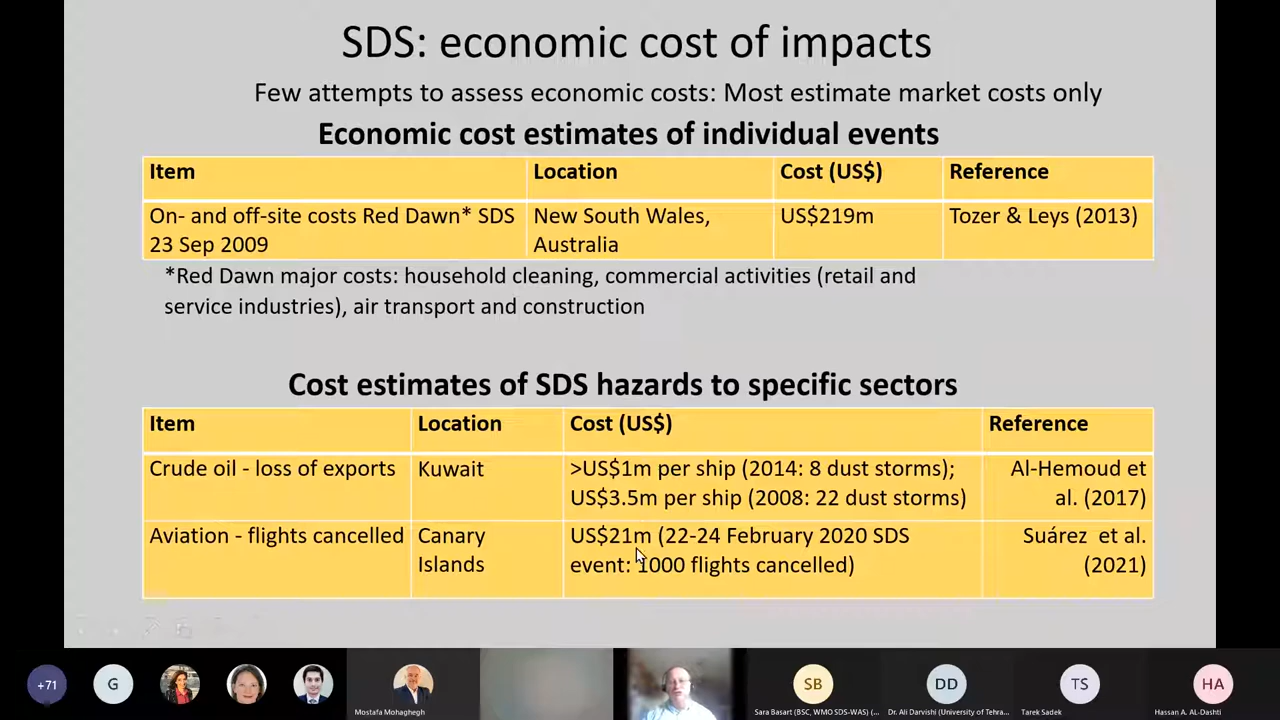 SDS: economic cost of impacts
Few attempts to assess economic costs: Most estimate market costs only
Economic cost estimates of individual events
Item Location Cost (US$) Reference
On- and off-site costs Red Dawn* SDS New South Wales, US$219m Tozer & Leys (2013)
23 Sep 2009 Australia
*Red Dawn major costs: household cleaning, commercial activities (retail and
service industries), air transport and construction
Cost estimates of SDS hazards to specific sectors
Item Location Cost (US$) Reference
Crude oil - loss of exports Kuwait >US$1m per ship (2014: 8 dust storms); Al-Hemoud et
US$3.5m per ship (2008: 22 dust storms) al. (2017)
Aviation - flights cancelled Canary US$21m (22-24 February 2020 SDS Suárez et al.
Islands event: 1000 flights cancelled) (2021)
+71 G SB DD TS HA
Mostafa Mohaghegh Sara Basart (BSC, WMO SDS-WAS) (... Dr. Ali Darvishi (University of Tehra... Tarek Sadek Hassan A. AL-Dashti